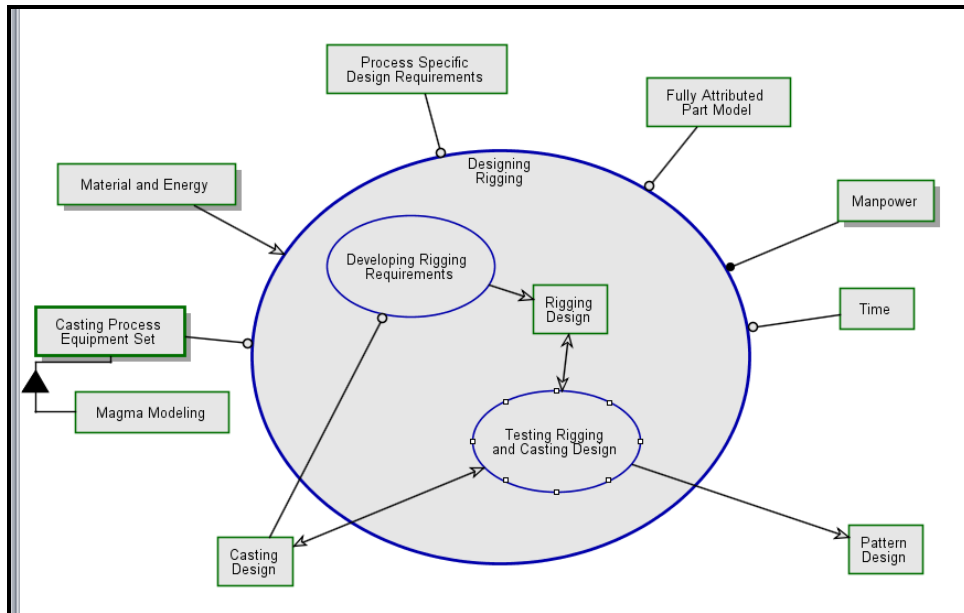 Process Specific
Design Requirements
Fully Attributed
Part Model
Designing
Rigging
Material and Energy
Manpower
Developing Rigging
Requirements
Rigging
Design
Time
Casting Process
Equipment Set
Magma Modeling
Testing Rigging
and Casting Design
Casting
Design
Pattern
Design